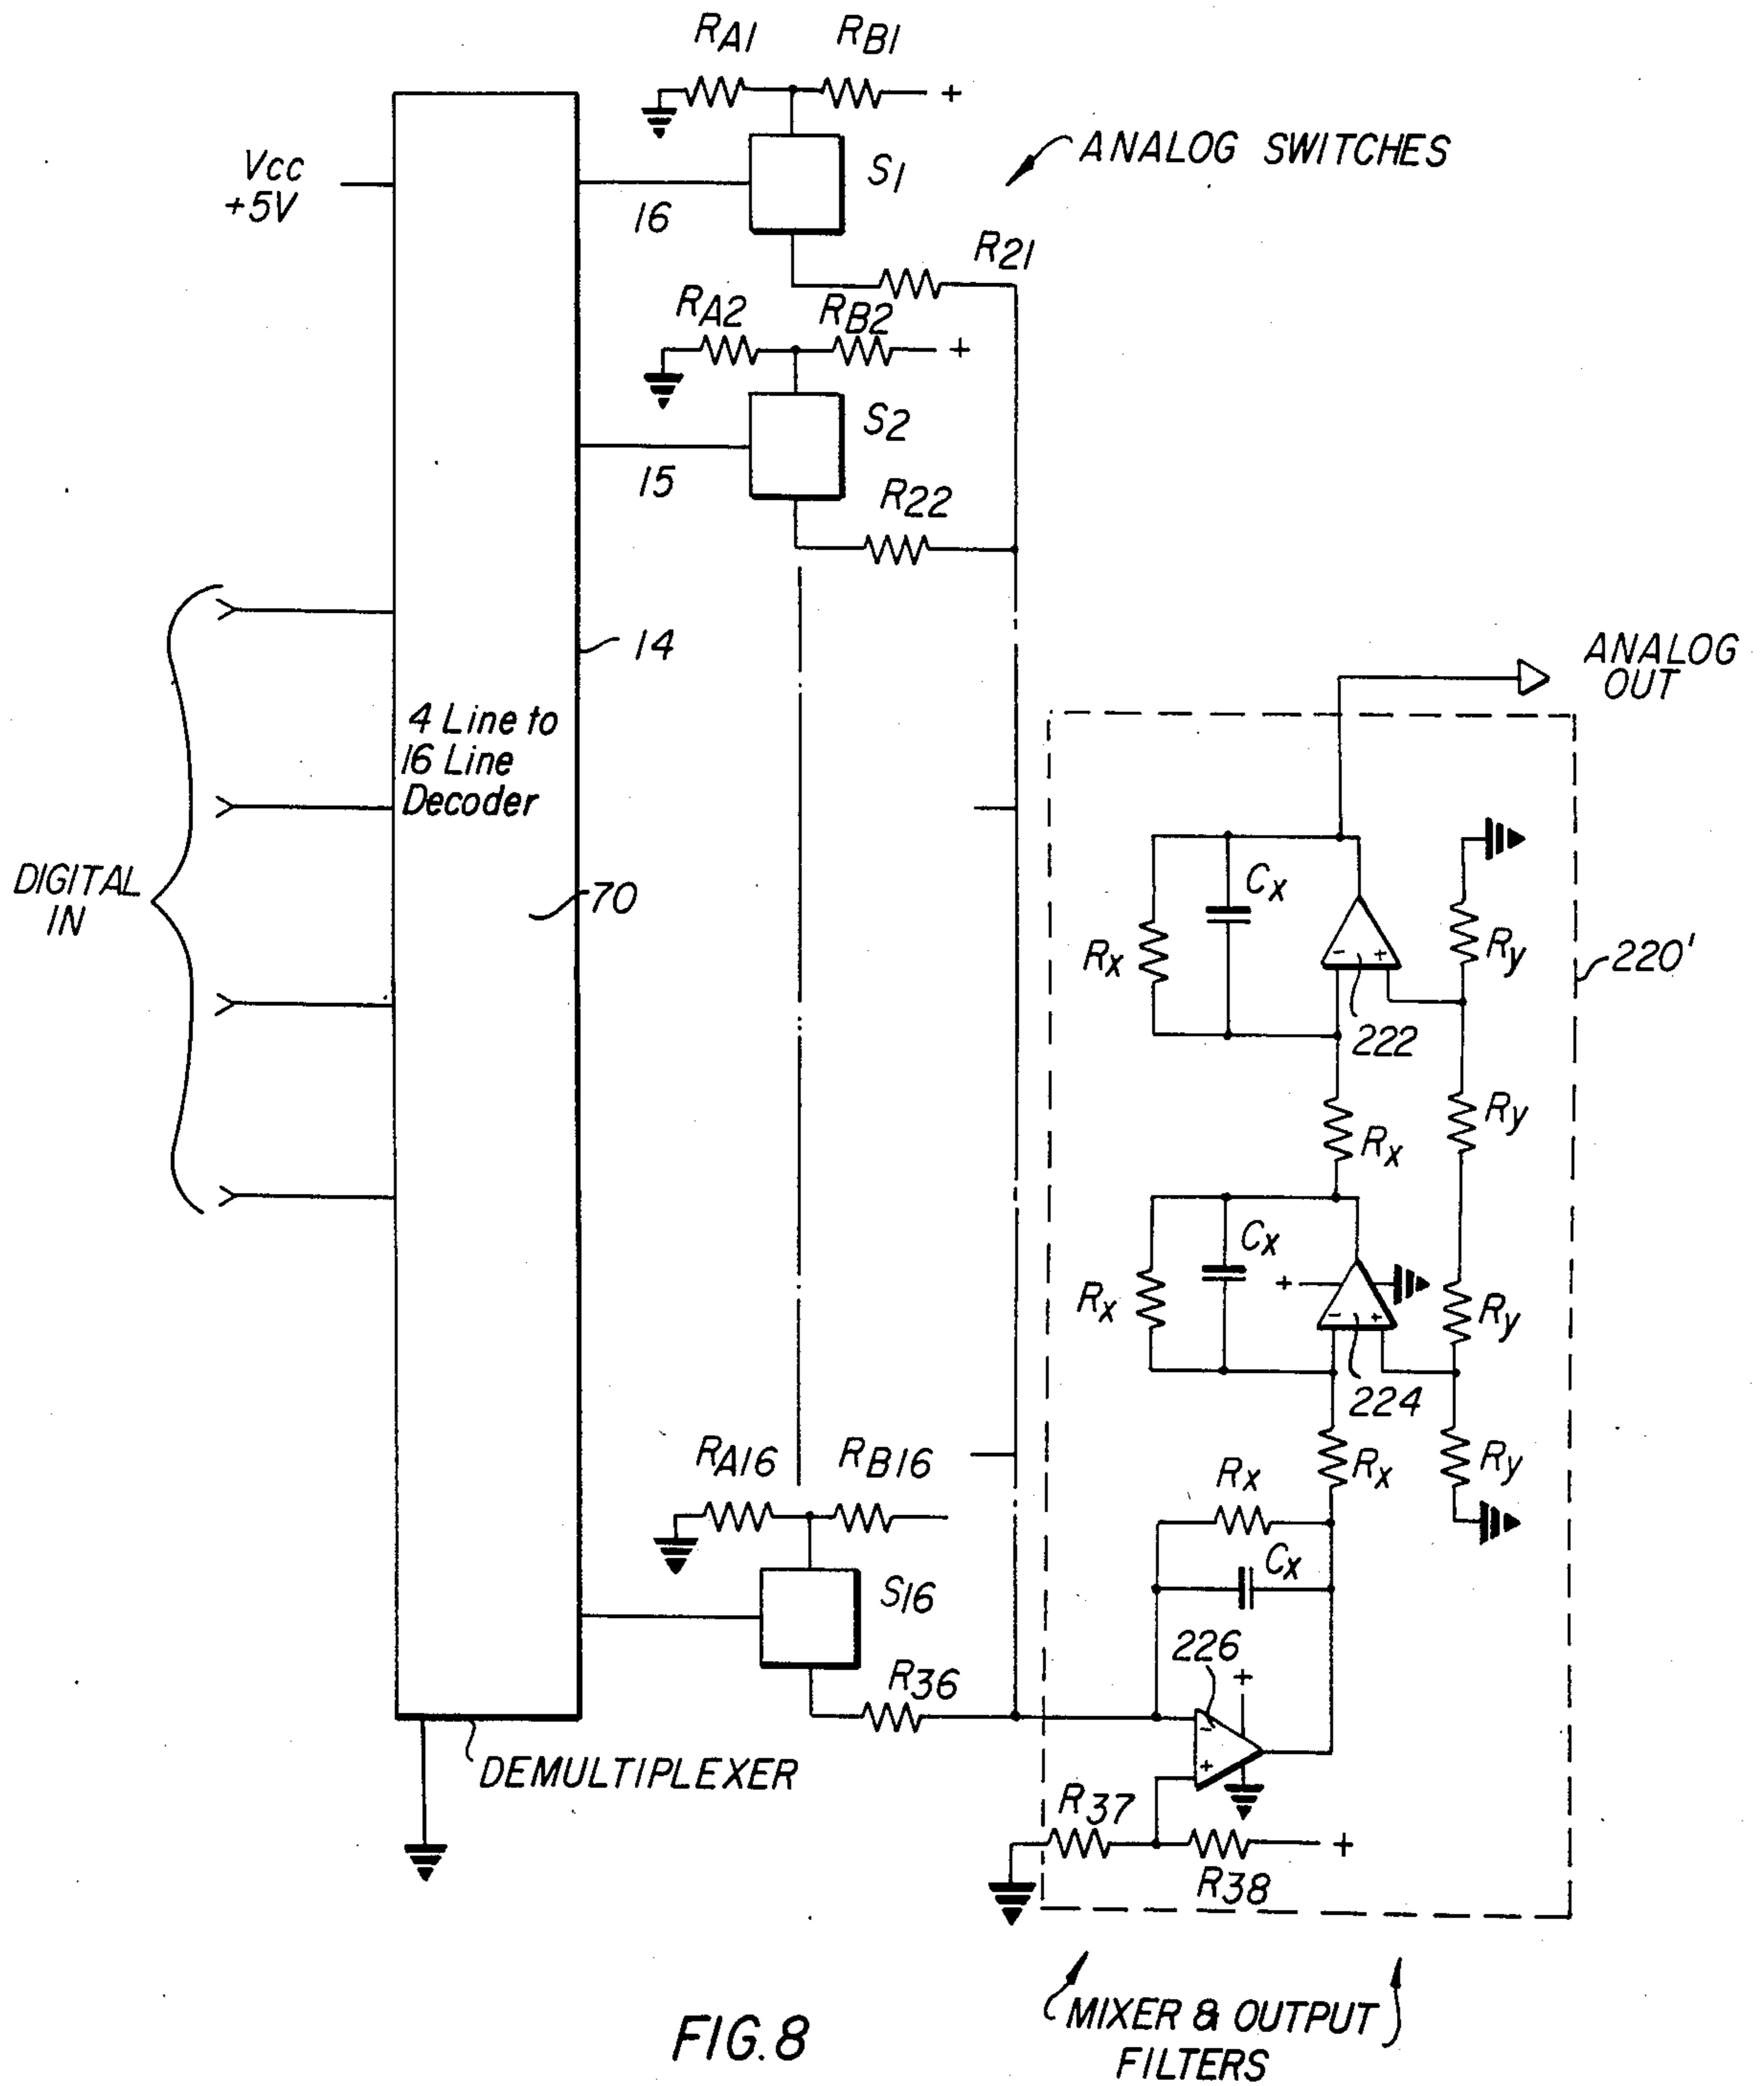 RA1 RB1
+
ANALOG SWITCHES
Vcc
+5V
S1
16
R21
RA2 RB2
+
S2
15
R22
14
4 Line to
16 Line
Decoder
70
DIGITAL
IN
ANALOG
OUT
Cx
Rx
- +
Ry
220'
222
Rx
Ry
Cx
Rx
+
- +
Ry
224
Rx
Ry
RA16 RB16
Rx
Cx
S16
226
+
R36
-
+
DEMULTIPLEXER
R37
+
R38
MIXER & OUTPUT
FILTERS
FIG. 8